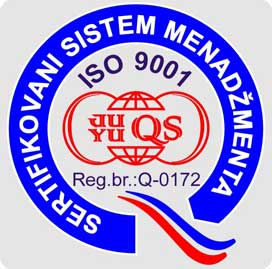 SERTIFIKOVANI SISTEM MENADŽMENTA
ISO 9001
JU
YU QS
Reg.br.:Q-0172